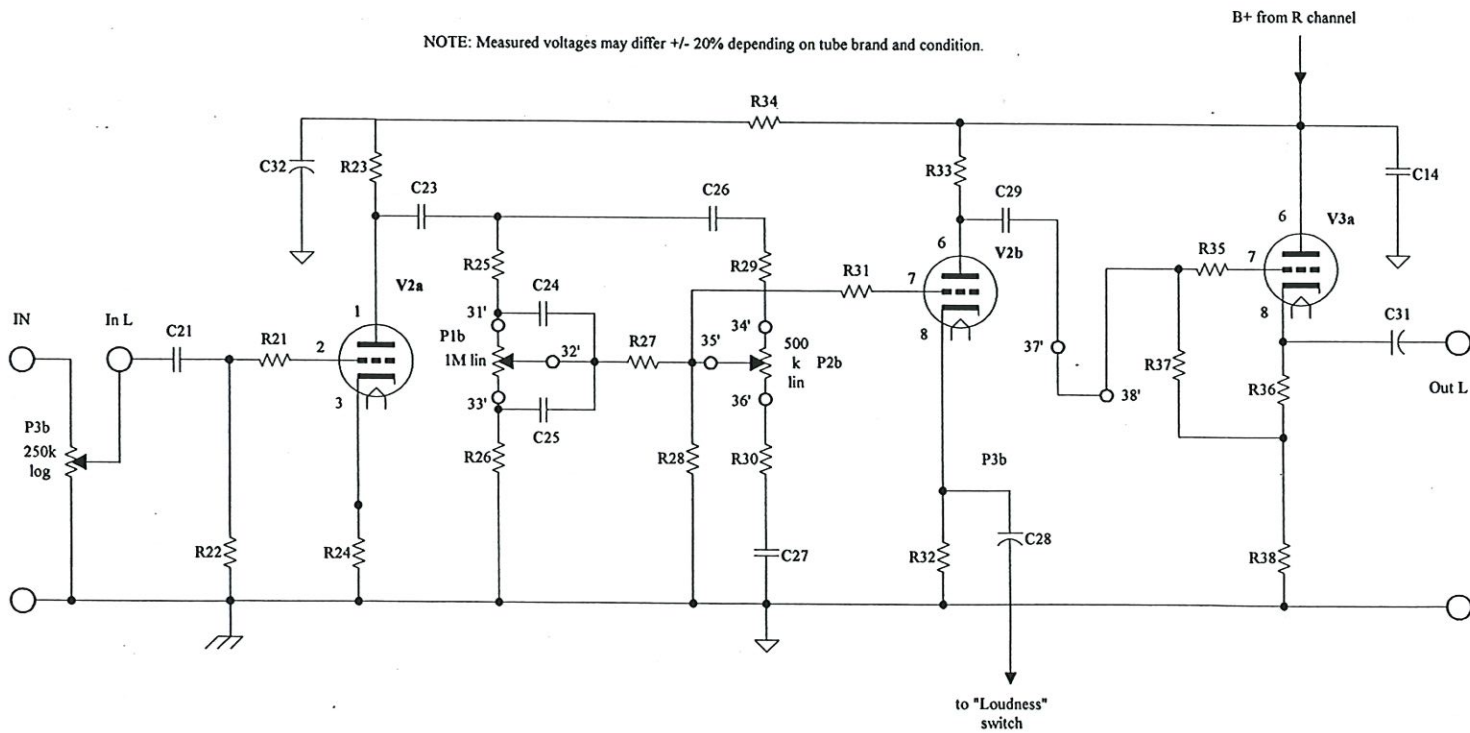 B+ from R channel
NOTE: Measured voltages may differ +/- 20% depending on tube brand and condition.
R34
C32
R23
R33
C14
C23
C26
C29
6
V3a
6
V2b
R25
R29
R31
7
R35
7
V2a
C24
8
8
IN
In L
C21
1
31'
34'
C31
R21
2
P1b
1M lin
32'
R27
35'
500
k
lin
P2b
37'
R37
R36
38'
Out L
3
33'
36'
C25
P3b
250k
log
R26
R28
R30
P3b
R22
R24
C27
R32
C28
R38
to "Loudness"
switch